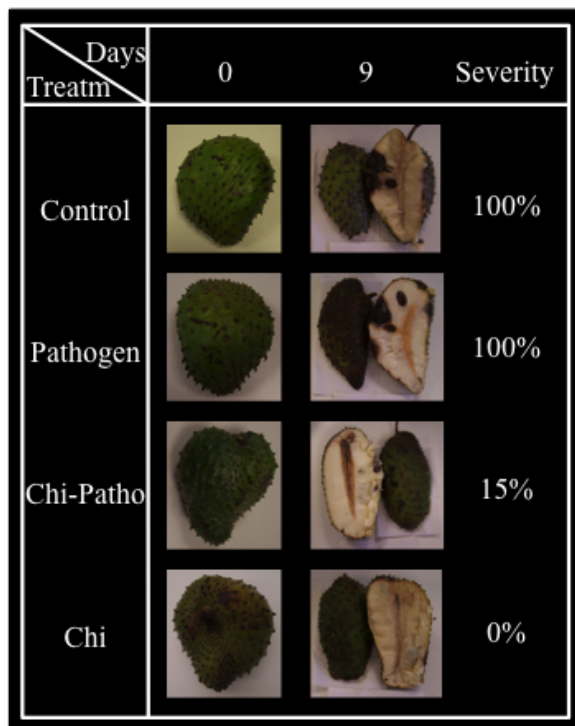 Days
Treatm
0 9 Severity
Control 100%
Pathogen 100%
Chi-Patho 15%
Chi 0%